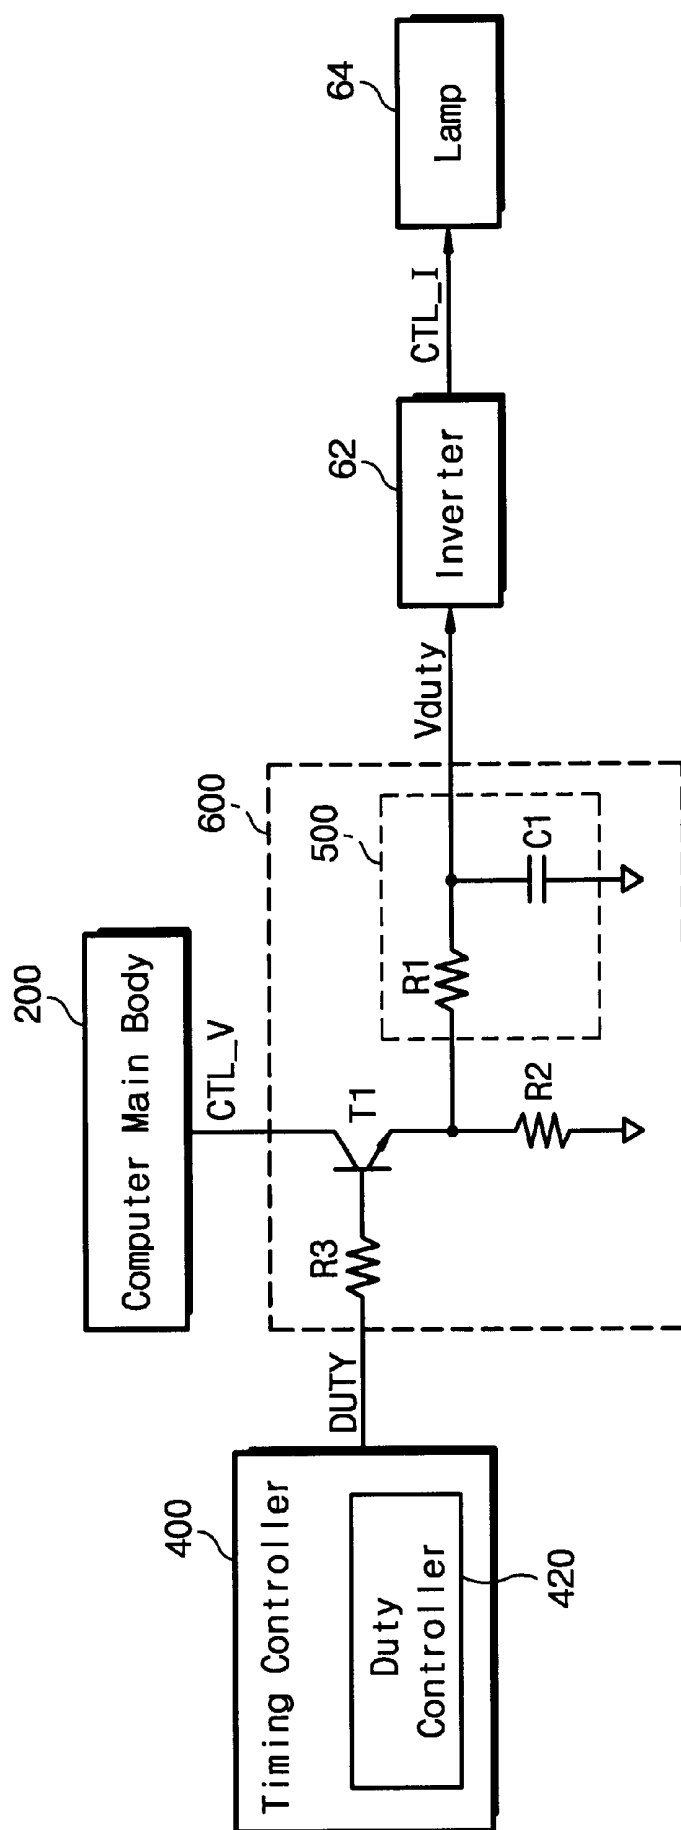 200
Computer Main Body
CTL_V
400
Timing Controller
Duty
Controller
420
DUTY
600
R3
T1
R2
500
R1
C1
Vduty
62
Inverter
CTL_I
64
Lamp